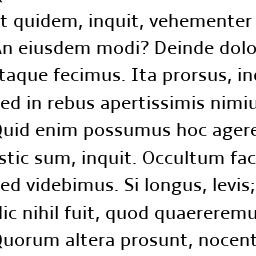 t quidem, inquit, vehementer
An eiusdem modi? Deinde dolo
taque fecimus. Ita prorsus, in
ed in rebus apertissimis nimiu
Quid enim possumus hoc agere
stic sum, inquit. Occultum fac
ed videbimus. Si longus, levis;
lic nihil fuit, quod quaereremu
Quorum altera prosunt, nocent